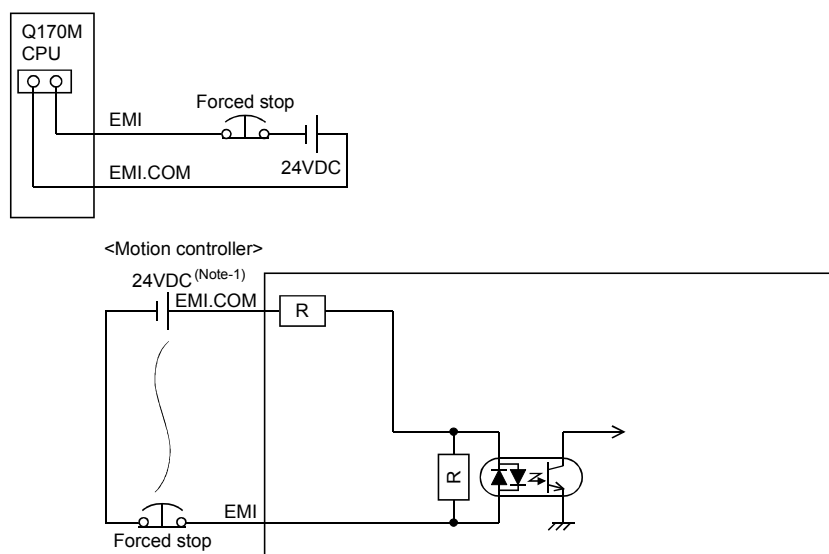 Q170M
CPU
Forced stop
EMI
24VDC
EMI.COM
<Motion controller>
24VDC (Note-1)
EMI.COM
R
R
EMI
Forced stop